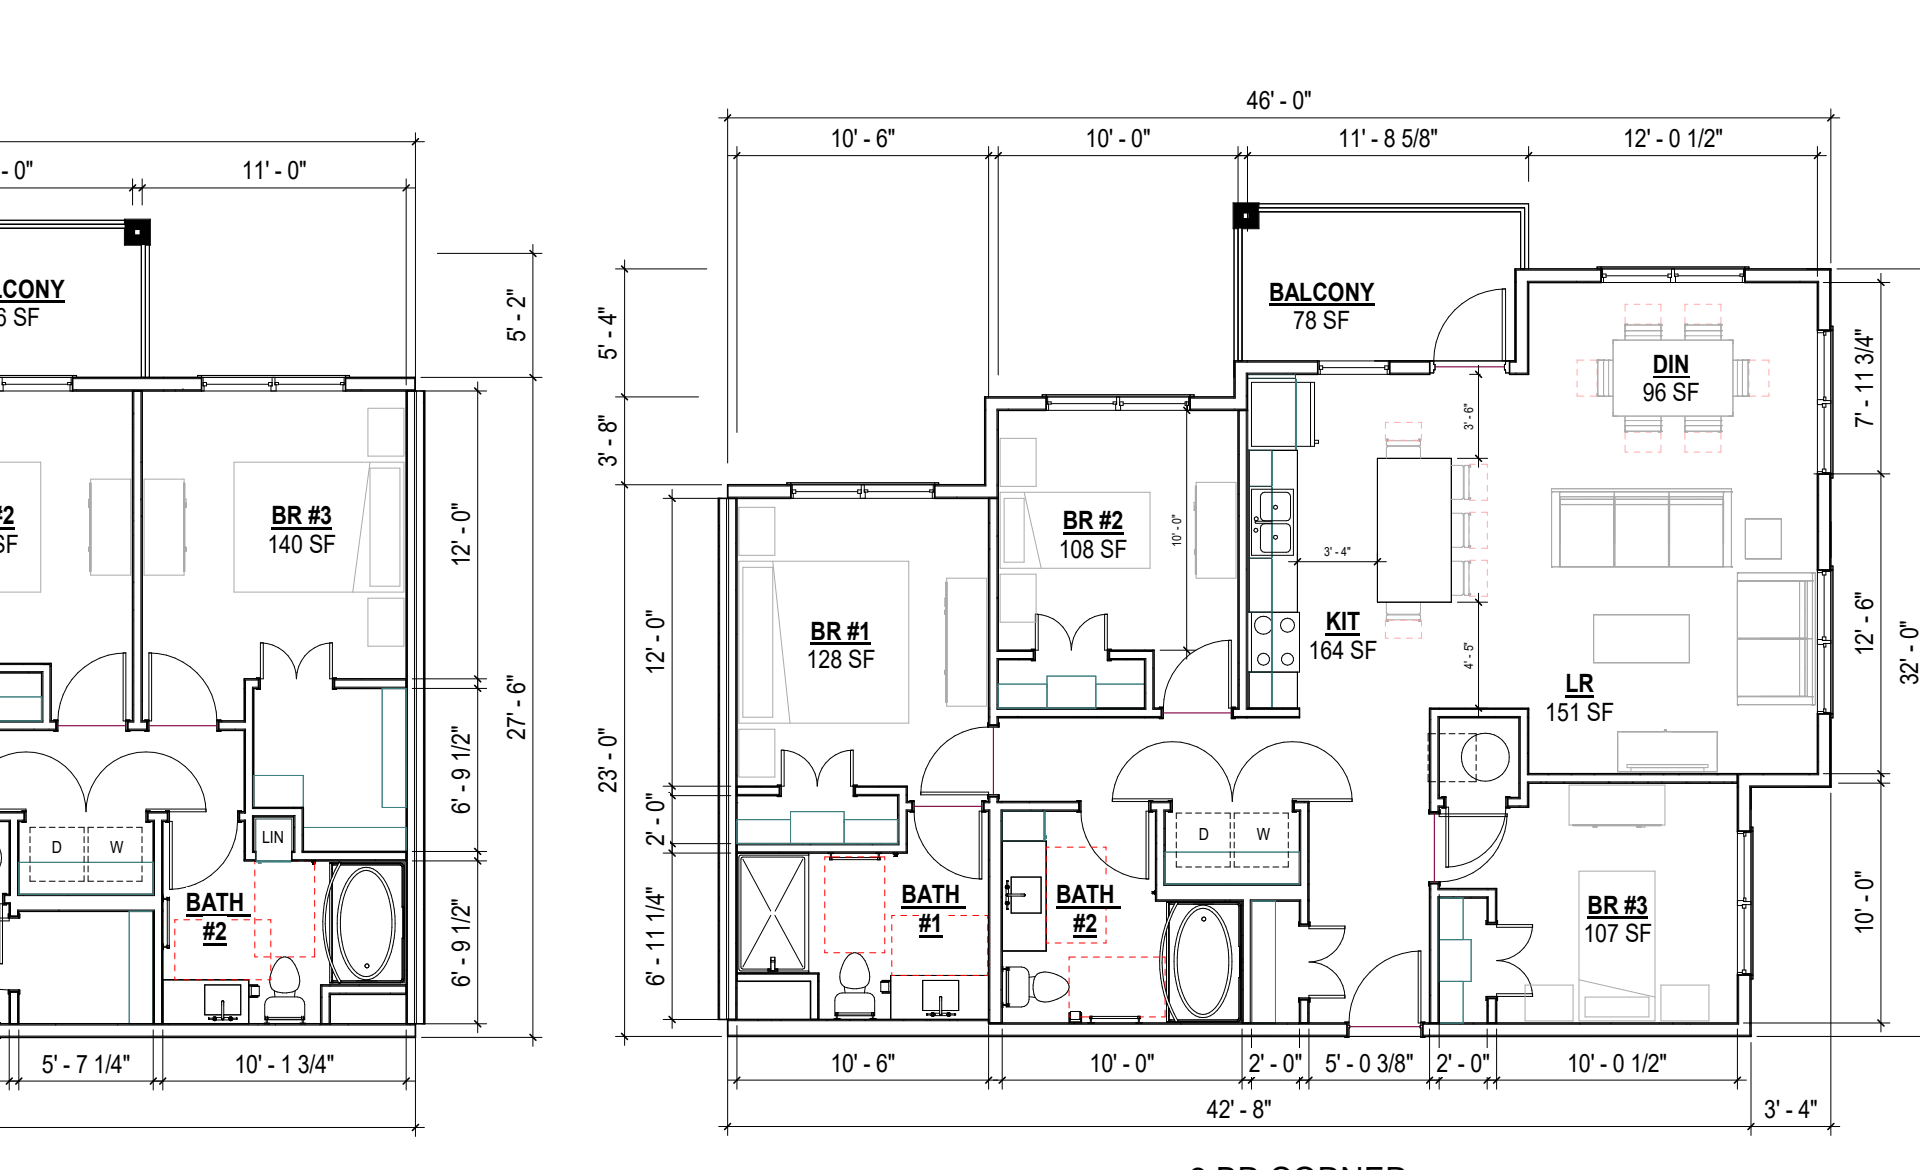 46' - 0"
10' - 6"
10' - 0"
11' - 8 5/8"
12' - 0 1/2"
- 0"
11' - 0"
LCONY
6 SF
5' - 2"
#2
SF
BR #3
140 SF
12' - 0"
27' - 6"
6' - 9 1/2"
6' - 9 1/2"
LIN
D
W
BATH
#2
5' - 7 1/4"
10' - 1 3/4"
5' - 4"
3' - 8"
23' - 0"
12' - 0"
2' - 0"
6' - 11 1/4"
BALCONY
78 SF
DIN
96 SF
7' - 11 3/4"
3' - 6"
BR #2
108 SF
10' - 0"
3' - 4"
BR #1
128 SF
KIT
164 SF
4' - 5"
12' - 6"
32' - 0"
LR
151 SF
D
W
BATH
#1
BATH
#2
BR #3
107 SF
10' - 0"
10' - 6"
10' - 0"
2' - 0"
5' - 0 3/8"
2' - 0"
10' - 0 1/2"
42' - 8"
3' - 4"
BR CORNER